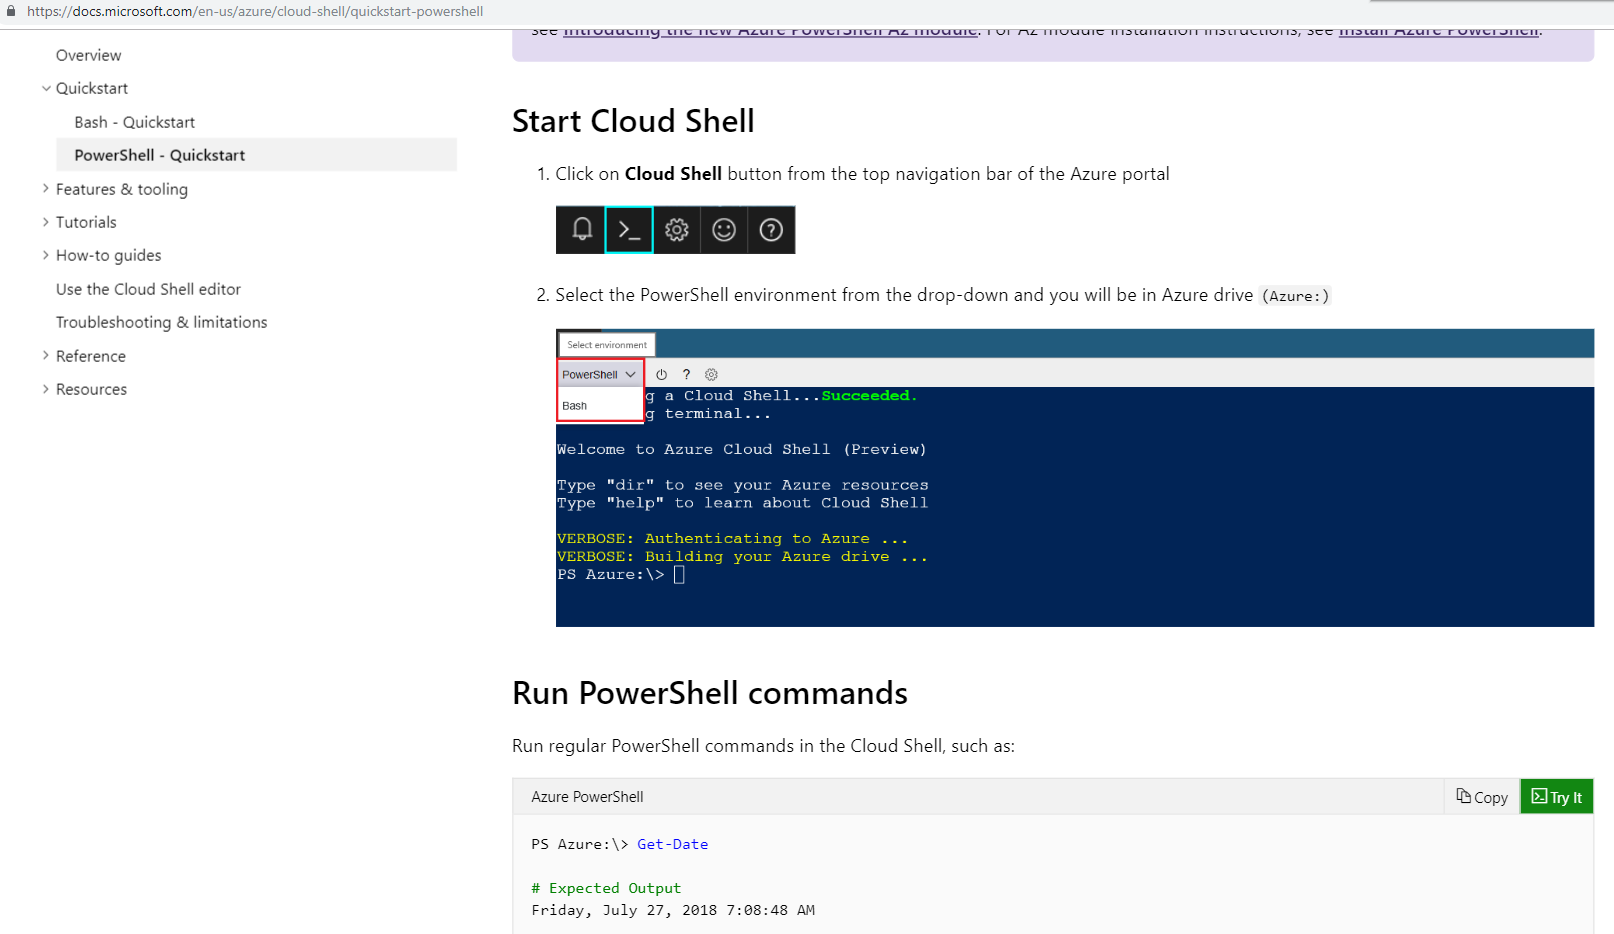 https://docs.microsoft.com/en-us/azure/cloud-shell/quickstart-powershell
Overview
Quickstart
Bash - Quickstart
PowerShell - Quickstart
Features & tooling
Tutorials
How-to guides
Use the Cloud Shell editor
Troubleshooting & limitations
Reference
Resources
see Introducing the new Azure PowerShell Az module. For Az module installation instructions, see Install Azure PowerShell.
Start Cloud Shell
1. Click on Cloud Shell button from the top navigation bar of the Azure portal
2. Select the PowerShell environment from the drop-down and you will be in Azure drive (Azure:)
Select environment
PowerShell
Bash
g a Cloud Shell...Succeeded.
g terminal...
Welcome to Azure Cloud Shell (Preview)
Type "dir" to see your Azure resources
Type "help" to learn about Cloud Shell
VERBOSE: Authenticating to Azure ...
VERBOSE: Building your Azure drive ...
PS Azure:\>
Run PowerShell commands
Run regular PowerShell commands in the Cloud Shell, such as:
Azure PowerShell
Copy
Try It
PS Azure:\> Get-Date
# Expected Output
Friday, July 27, 2018 7:08:48 AM